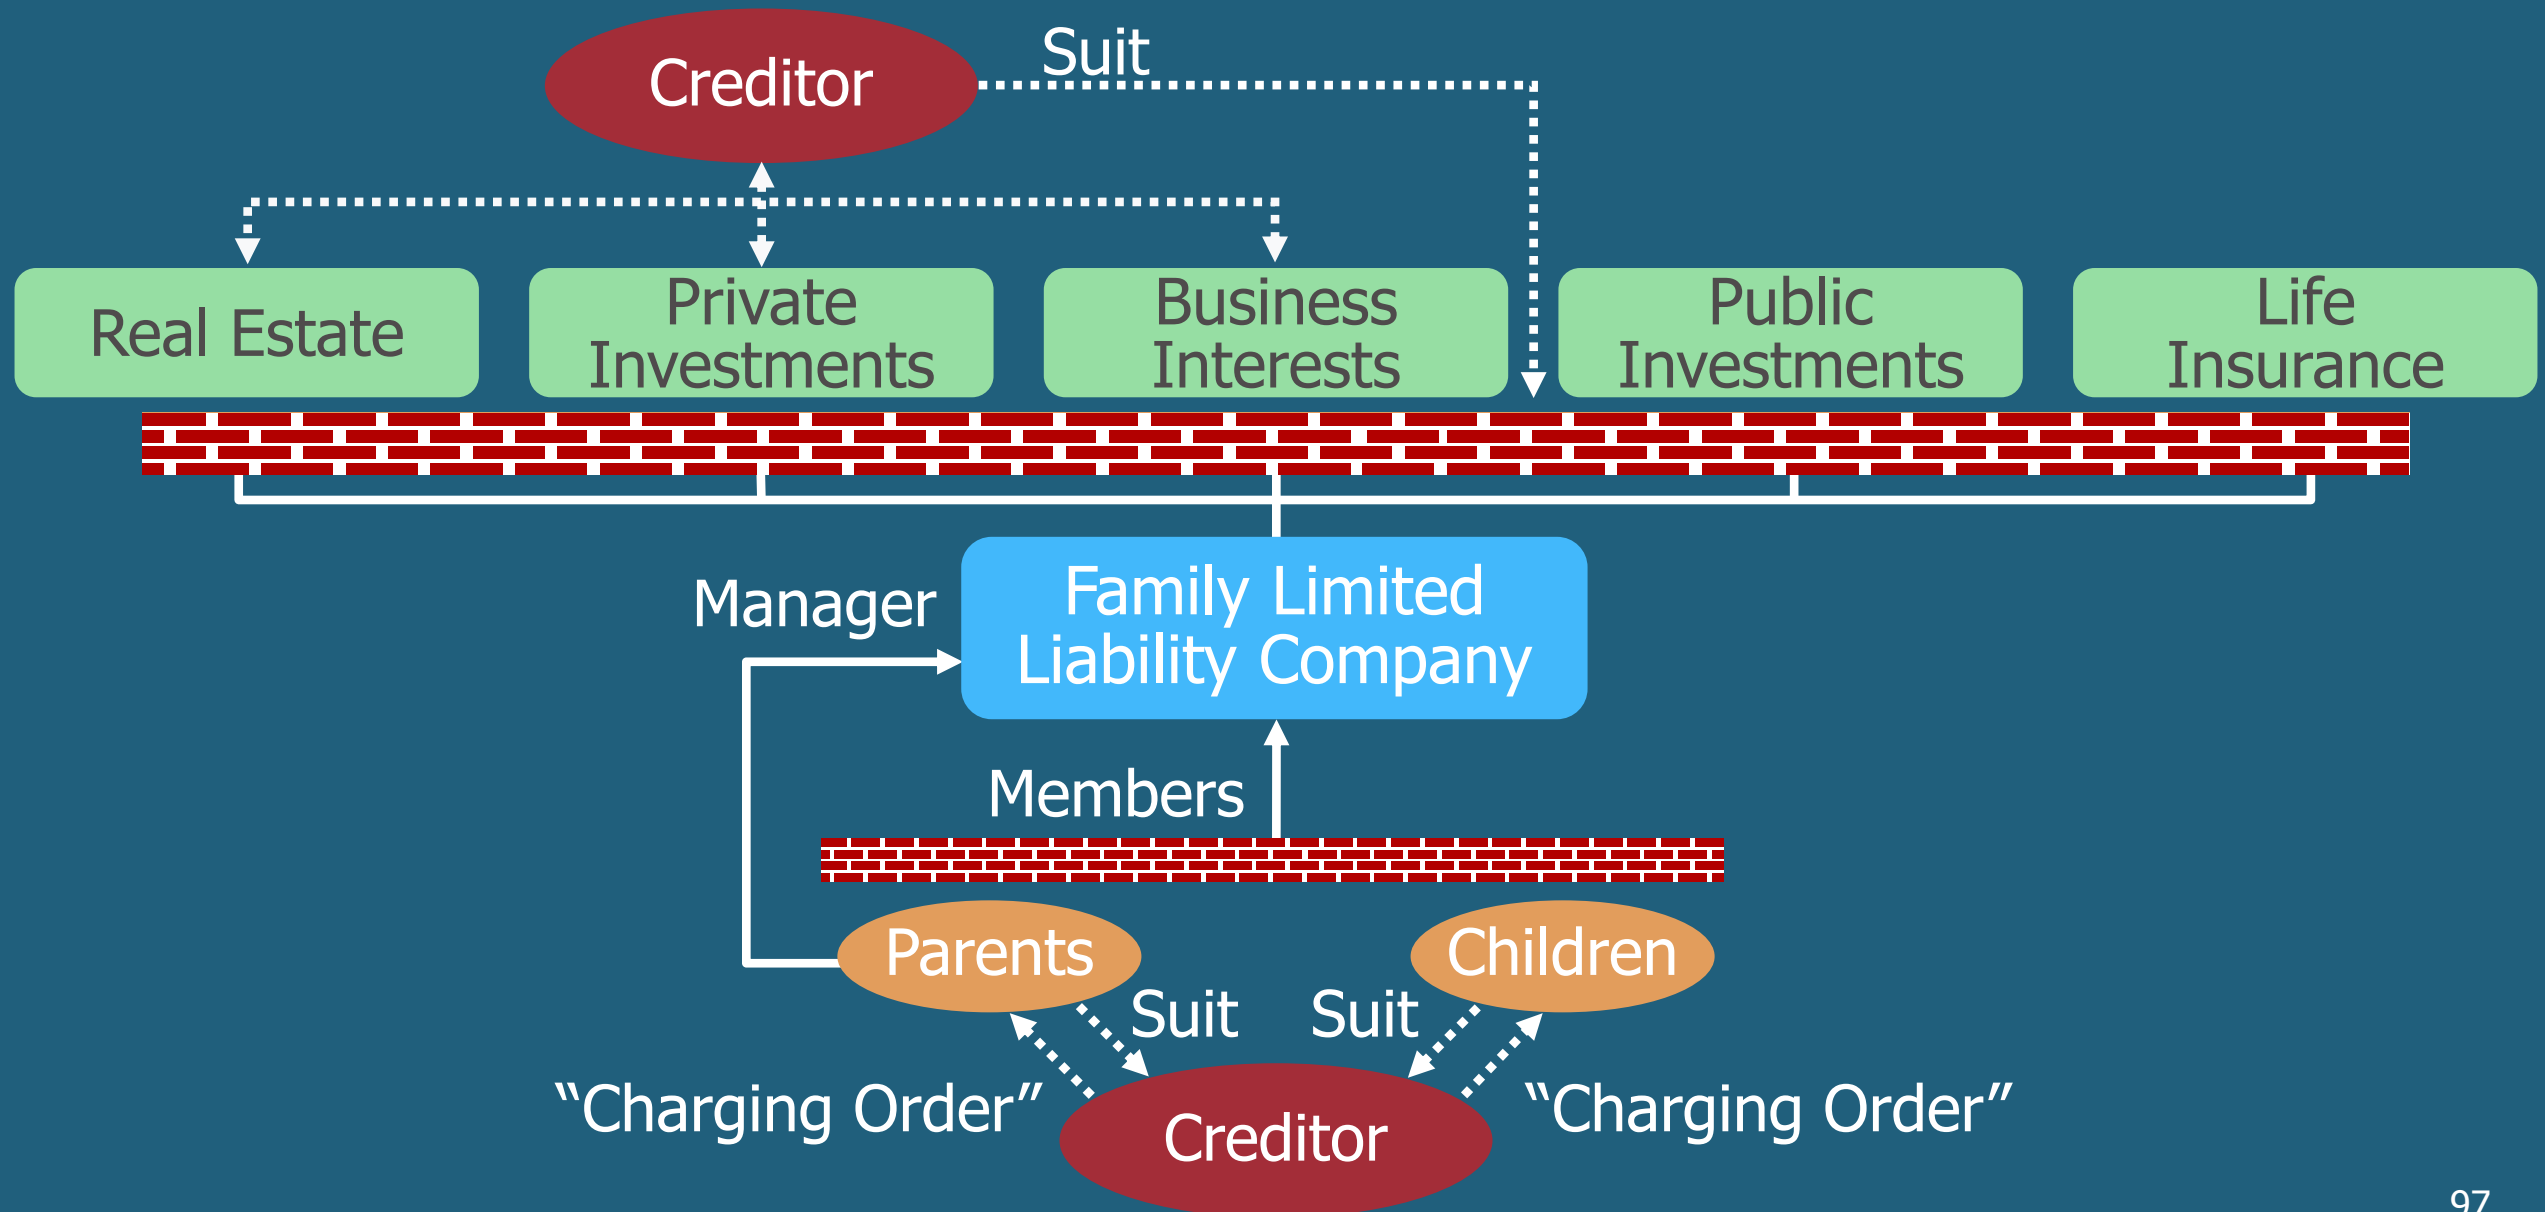 Creditor
Suit
Real Estate
Private
Investments
Business
Interests
Public
Investments
Life
Insurance
Manager
Family Limited
Liability Company
Members
Parents
Children
Suit
Suit
“Charging Order”
“Charging Order”
Creditor
97